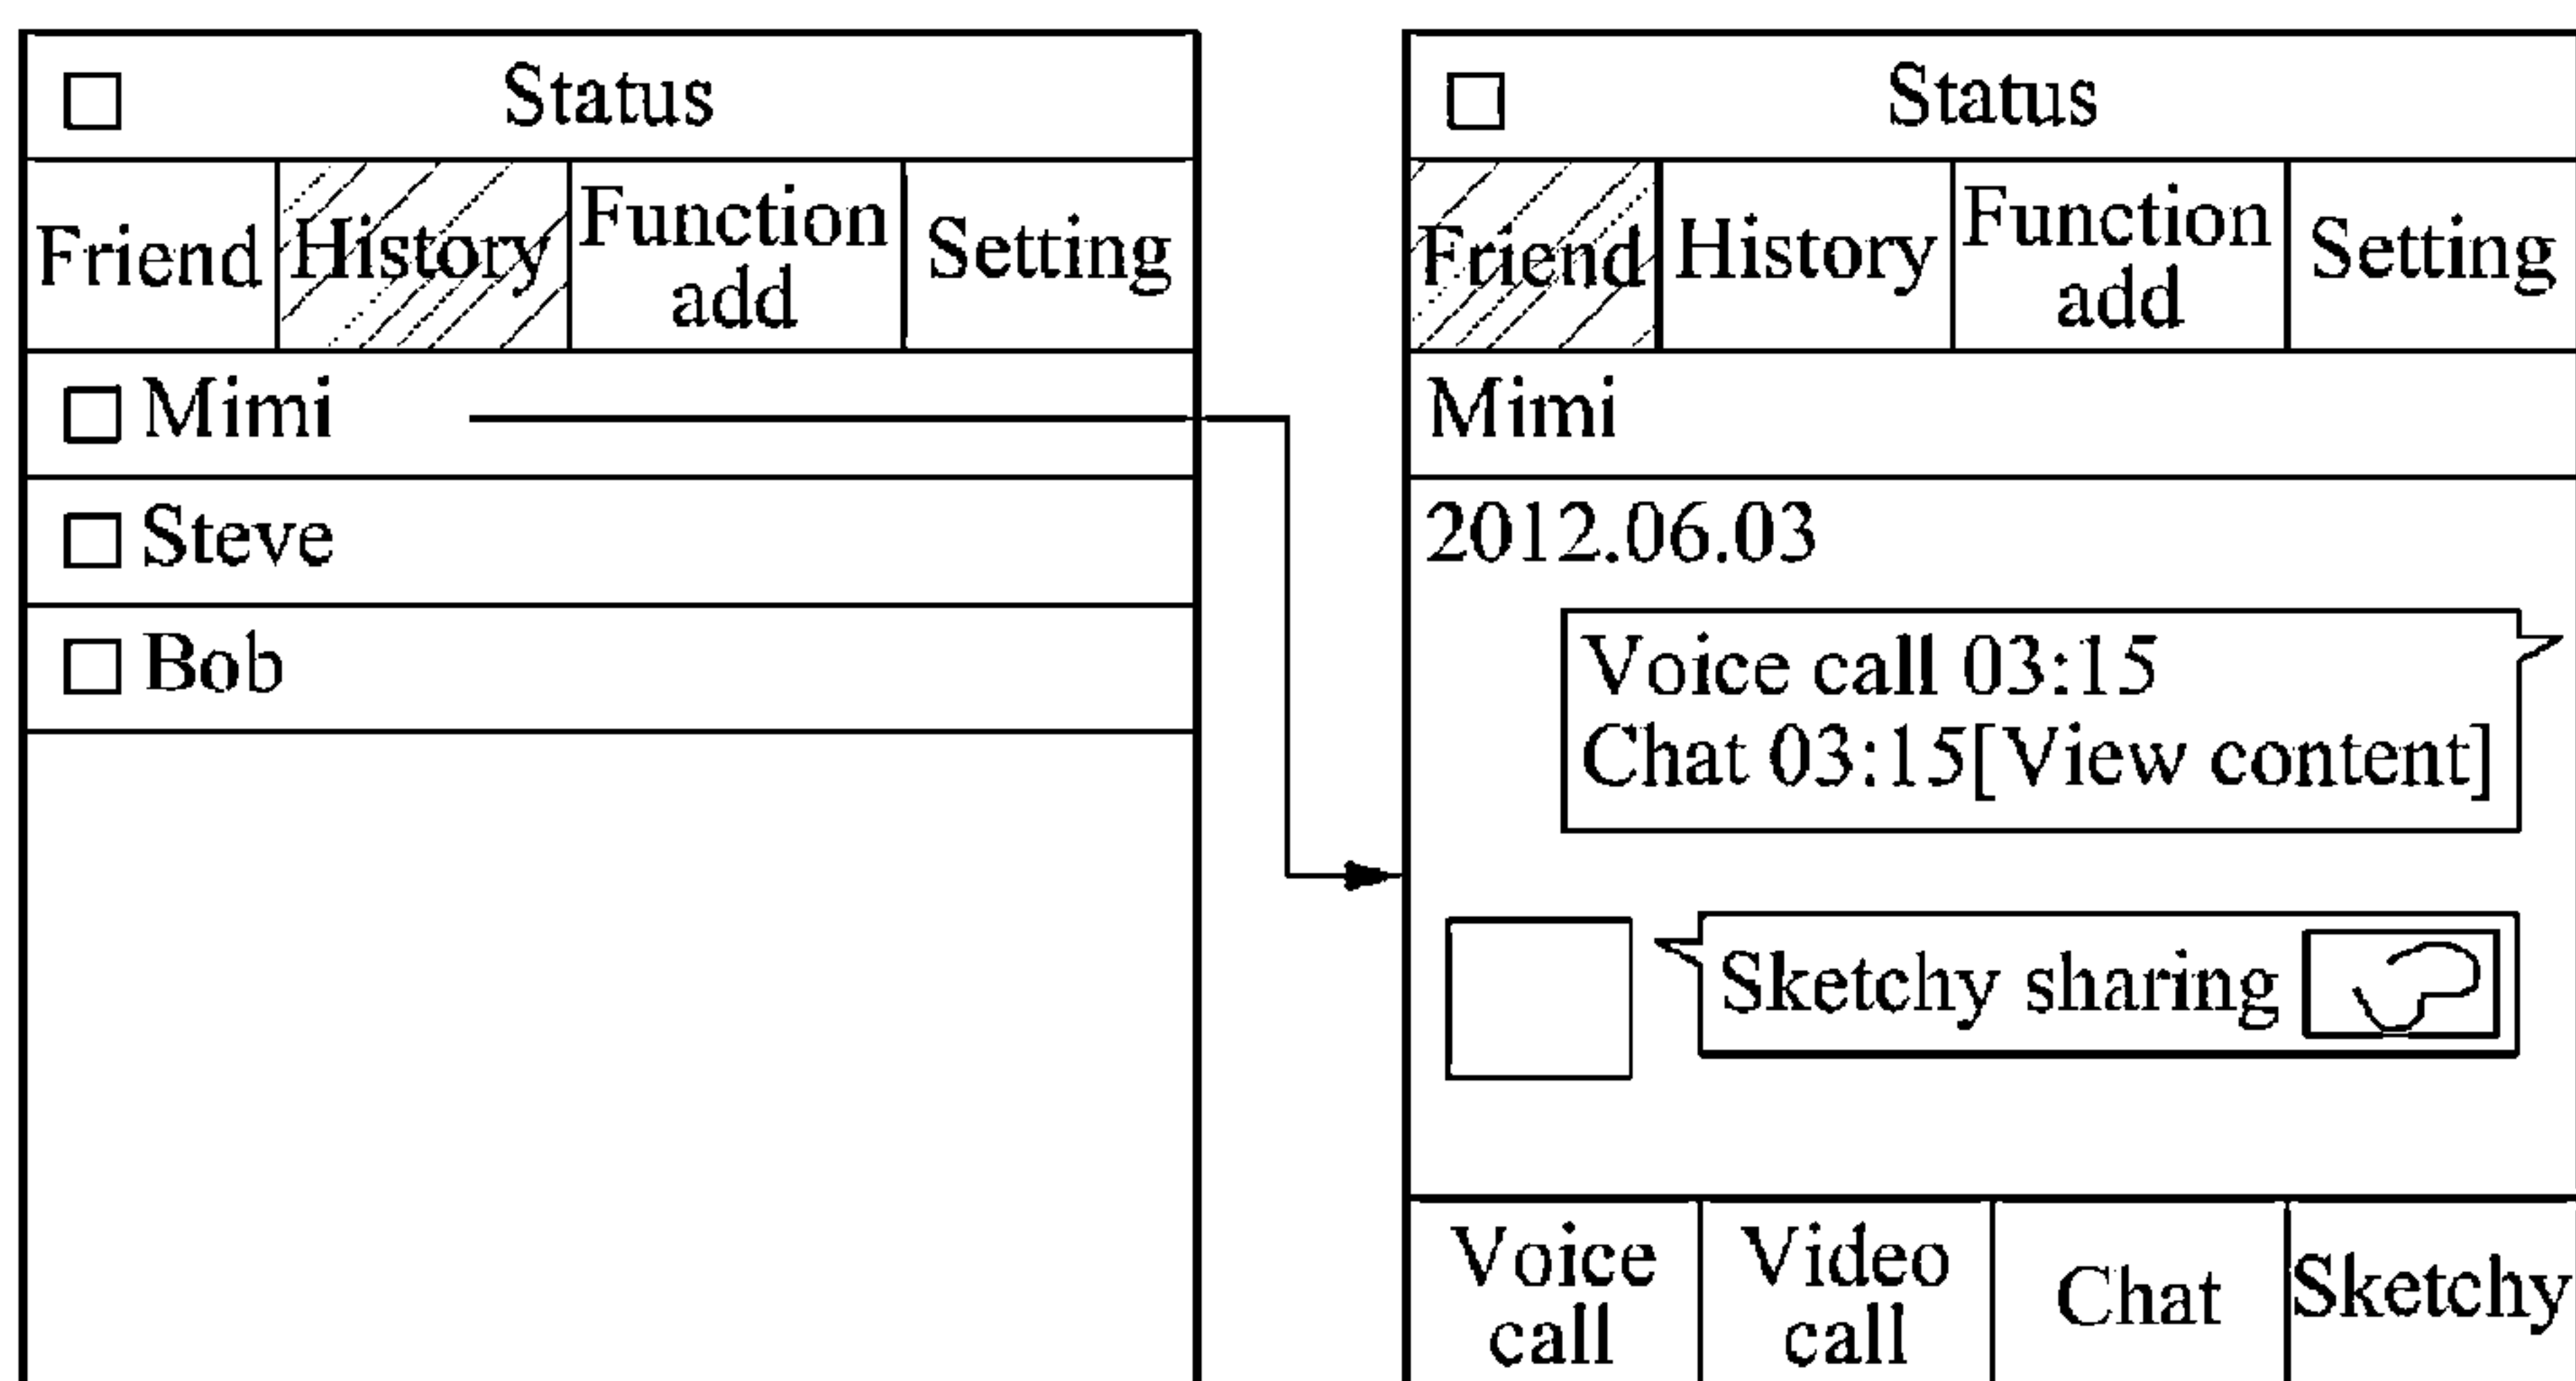 Status
Friend
History
Function
add
Setting
Mimi
Steve
Bob
Status
Friend
History
Function
add
Setting
Mimi
2012.06.03
Voice call 03:15
Chat 03:15[View content]
Sketchy sharing
Voice
call
Video
call
Chat
Sketchy